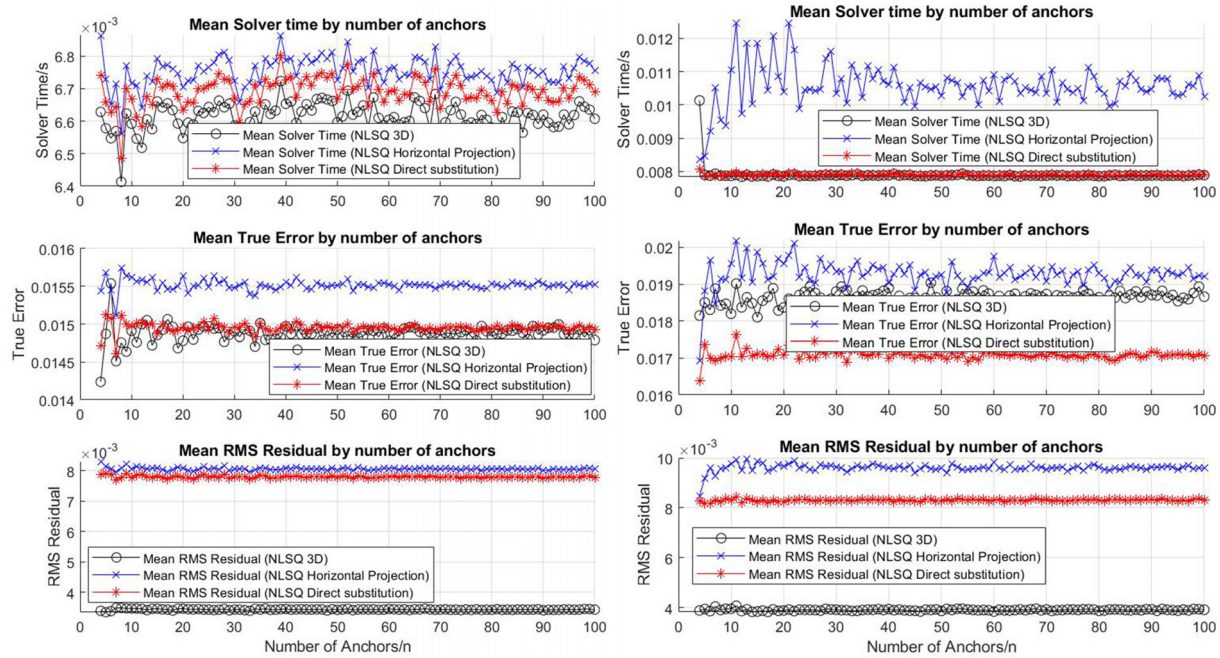 ×10⁻³
Mean Solver time by number of anchors
6.8
6.7
6.6
6.5
6.4
Solver Time/s
Mean Solver Time (NLSQ 3D)
Mean Solver Time (NLSQ Horizontal Projection)
Mean Solver Time (NLSQ Direct substitution)
0 10 20 30 40 50 60 70 80 90 100
Mean True Error by number of anchors
0.016
0.0155
0.015
0.0145
0.014
True Error
Mean True Error (NLSQ 3D)
Mean True Error (NLSQ Horizontal Projection)
Mean True Error (NLSQ Direct substitution)
0 10 20 30 40 50 60 70 80 90 100
×10⁻³
Mean RMS Residual by number of anchors
8
7
6
5
4
RMS Residual
Mean RMS Residual (NLSQ 3D)
Mean RMS Residual (NLSQ Horizontal Projection)
Mean RMS Residual (NLSQ Direct substitution)
0 10 20 30 40 50 60 70 80 90 100
Number of Anchors/n
Mean Solver time by number of anchors
0.012
0.011
0.01
0.009
0.008
Solver Time/s
Mean Solver Time (NLSQ 3D)
Mean Solver Time (NLSQ Horizontal Projection)
Mean Solver Time (NLSQ Direct substitution)
0 10 20 30 40 50 60 70 80 90 100
Mean True Error by number of anchors
0.02
0.019
0.018
0.017
0.016
True Error
Mean True Error (NLSQ 3D)
Mean True Error (NLSQ Horizontal Projection)
Mean True Error (NLSQ Direct substitution)
0 10 20 30 40 50 60 70 80 90 100
×10⁻³
Mean RMS Residual by number of anchors
10
8
6
4
RMS Residual
Mean RMS Residual (NLSQ 3D)
Mean RMS Residual (NLSQ Horizontal Projection)
Mean RMS Residual (NLSQ Direct substitution)
0 10 20 30 40 50 60 70 80 90 100
Number of Anchors/n